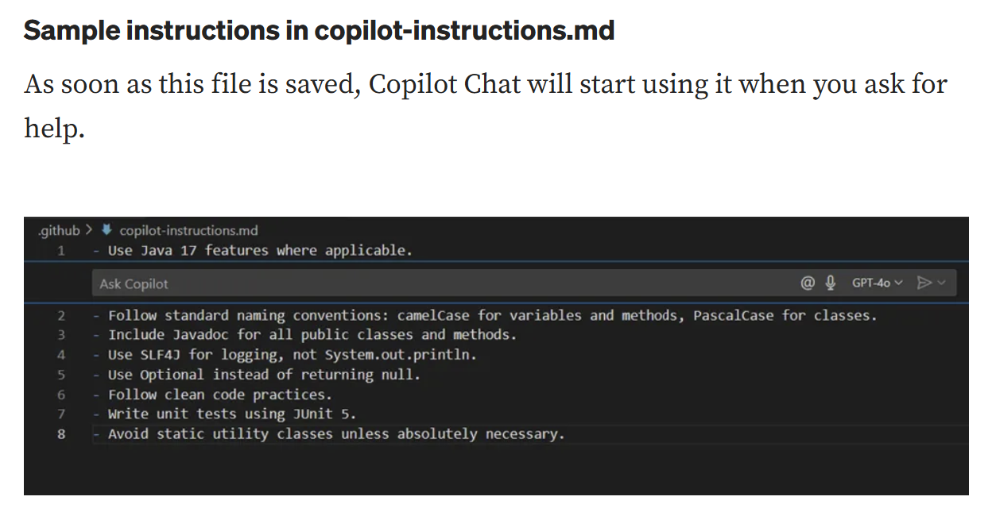 Sample instructions in copilot-instructions.md
As soon as this file is saved, Copilot Chat will start using it when you ask for
help.
.github > copilot-instructions.md
1 - Use Java 17 features where applicable.
Ask Copilot @ GPT-4o
2 - Follow standard naming conventions: camelCase for variables and methods, PascalCase for classes.
3 - Include Javadoc for all public classes and methods.
4 - Use SLF4J for logging, not System.out.println.
5 - Use Optional instead of returning null.
6 - Follow clean code practices.
7 - Write unit tests using JUnit 5.
8 - Avoid static utility classes unless absolutely necessary.